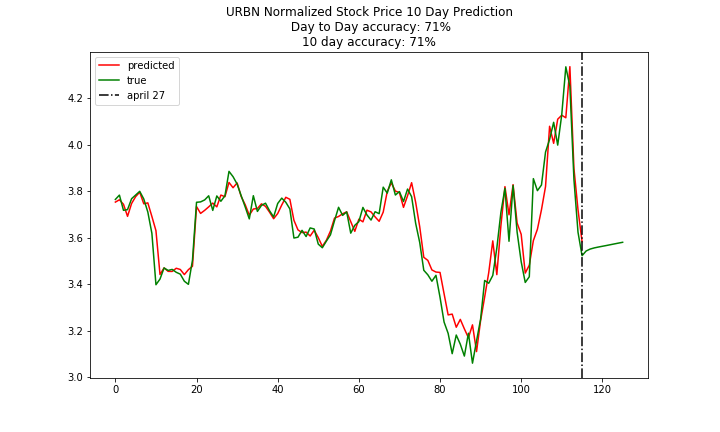 URBN Normalized Stock Price 10 Day Prediction
Day to Day accuracy: 71%
10 day accuracy: 71%
predicted
true
april 27
4.2
4.0
3.8
3.6
3.4
3.2
3.0
0 20 40 60 80 100 120